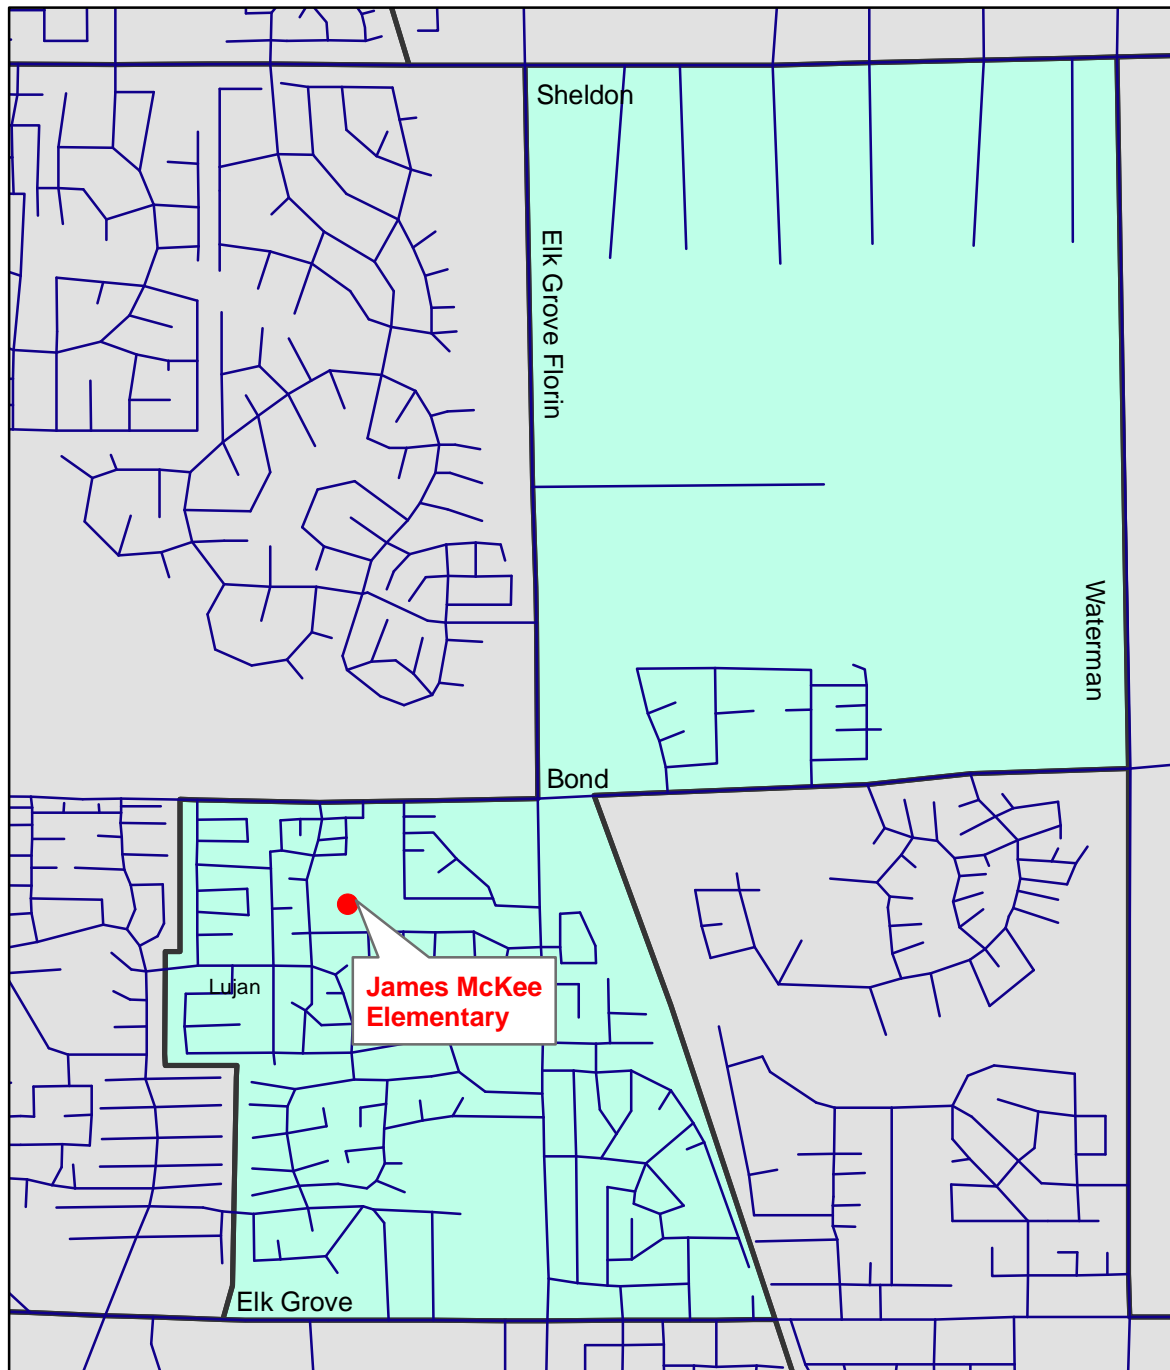 Sheldon
Elk Grove Florin
Waterman
Bond
Lujan
James McKee
Elementary
Elk Grove